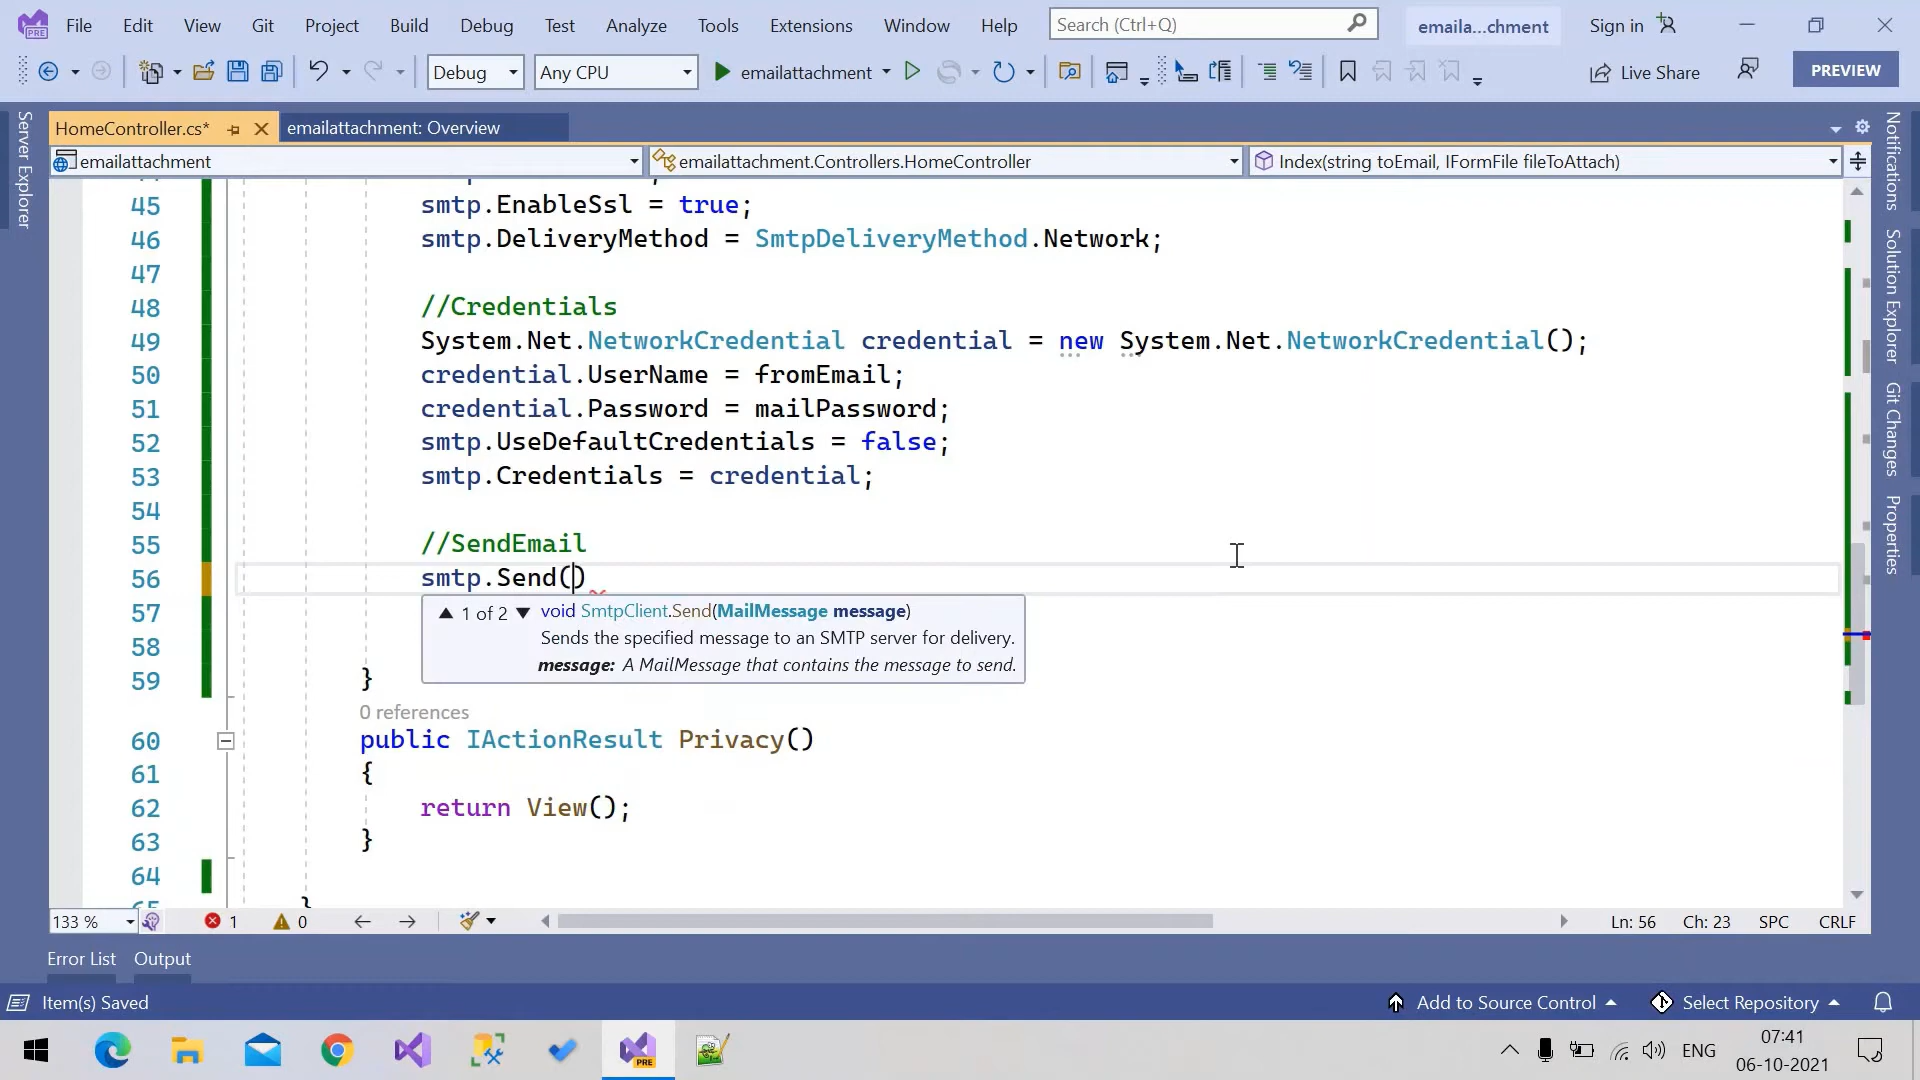 File Edit View Git Project Build Debug Test Analyze Tools Extensions Window Help Search (Ctrl+Q) emaila...chment Sign in
PRE
Debug Any CPU emailattachment Live Share PREVIEW
HomeController.cs* emailattachment: Overview
emailattachment emailattachment.Controllers.HomeController Index(string toEmail, IFormFile fileToAttach)
Server Explorer
Notifications
Solution Explorer
Git Changes
Properties
45 smtp.EnableSsl = true;
46 smtp.DeliveryMethod = SmtpDeliveryMethod.Network;
47
48 //Credentials
49 System.Net.NetworkCredential credential = new System.Net.NetworkCredential();
50 credential.UserName = fromEmail;
51 credential.Password = mailPassword;
52 smtp.UseDefaultCredentials = false;
53 smtp.Credentials = credential;
54
55 //SendEmail
56 smtp.Send()
57 ▲ 1 of 2 ▼ void SmtpClient.Send(MailMessage message)
Sends the specified message to an SMTP server for delivery.
58 message: A MailMessage that contains the message to send.
59 }
0 references
60 public IActionResult Privacy()
61 {
62 return View();
63 }
64
65 }
133 % 1 0 Ln: 56 Ch: 23 SPC CRLF
Error List Output
Item(s) Saved Add to Source Control Select Repository
PRE
ENG 07:41
06-10-2021